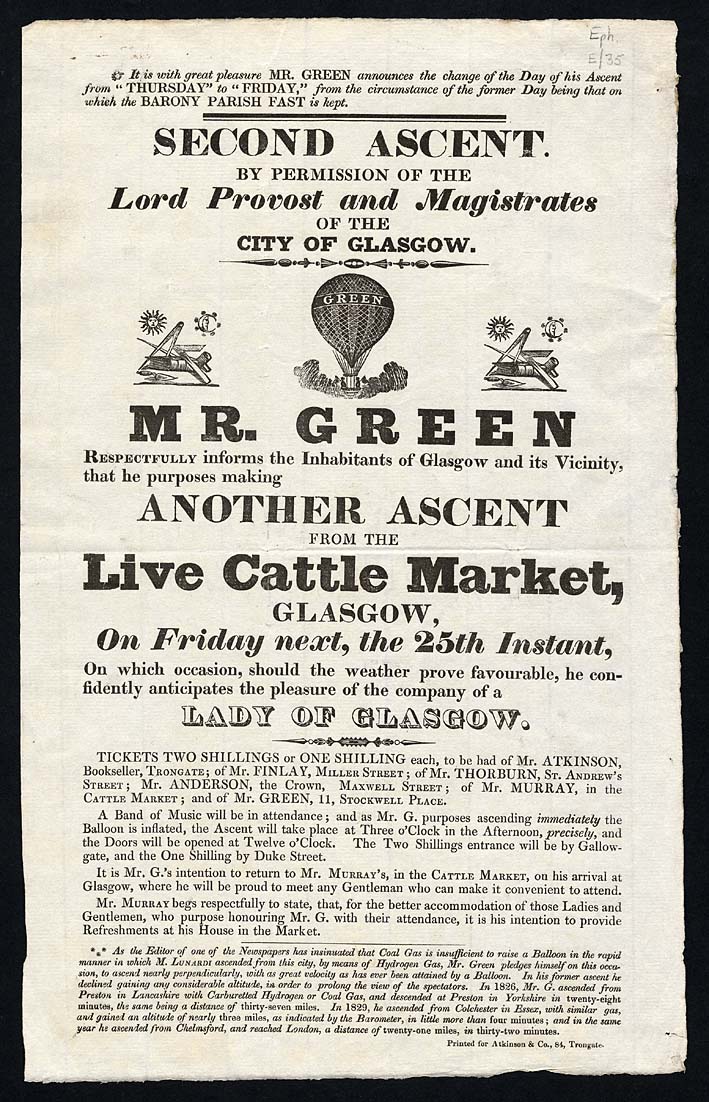 Eph.
E/35
☞ It is with great pleasure MR. GREEN announces the change of the Day of his Ascent
from "THURSDAY" to "FRIDAY," from the circumstance of the former Day being that on
which the BARONY PARISH FAST is kept.
SECOND ASCENT.
BY PERMISSION OF THE
Lord Provost and Magistrates
OF THE
CITY OF GLASGOW.
GREEN
MR. GREEN
RESPECTFULLY informs the Inhabitants of Glasgow and its Vicinity,
that he purposes making
ANOTHER ASCENT
FROM THE
Live Cattle Market,
GLASGOW,
On Friday next, the 25th Instant,
On which occasion, should the weather prove favourable, he con-
fidently anticipates the pleasure of the company of a
LADY OF GLASGOW.
TICKETS TWO SHILLINGS or ONE SHILLING each, to be had of Mr. ATKINSON,
Bookseller, TRONGATE; of Mr. FINLAY, MILLER STREET; of Mr. THORBURN, ST. ANDREW'S
STREET; Mr. ANDERSON, the Crown, MAXWELL STREET; of Mr. MURRAY, in the
CATTLE MARKET; and of Mr. GREEN, 11, STOCKWELL PLACE.
A Band of Music will be in attendance; and as Mr. G. purposes ascending immediately the
Balloon is inflated, the Ascent will take place at Three o'Clock in the Afternoon, precisely, and
the Doors will be opened at Twelve o'Clock. The Two Shillings entrance will be by Gallow-
gate, and the One Shilling by Duke Street.
It is Mr. G.'s intention to return to Mr. MURRAY'S, in the CATTLE MARKET, on his arrival at
Glasgow, where he will be proud to meet any Gentleman who can make it convenient to attend.
Mr. MURRAY begs respectfully to state, that, for the better accommodation of those Ladies and
Gentlemen, who purpose honouring Mr. G. with their attendance, it is his intention to provide
Refreshments at his House in the Market.
*** As the Editor of one of the Newspapers has insinuated that Coal Gas is insufficient to raise a Balloon in the rapid
manner in which M. LUNARDI ascended from this city, by means of Hydrogen Gas, Mr. Green pledges himself on this occa-
sion, to ascend nearly perpendicularly, with as great velocity as has ever been attained by a Balloon. In his former ascent he
declined gaining any considerable altitude, in order to prolong the view of the spectators. In 1826, Mr. G. ascended from
Preston in Lancashire with Carburetted Hydrogen or Coal Gas, and descended at Preston in Yorkshire in twenty-eight
minutes, the same being a distance of thirty-seven miles. In 1829, he ascended from Colchester in Essex, with similar gas,
and gained an altitude of nearly three miles, as indicated by the Barometer, in little more than four minutes; and in the same
year he ascended from Chelmsford, and reached London, a distance of twenty-one miles, in thirty-two minutes.
Printed for Atkinson & Co., 84, Trongate.